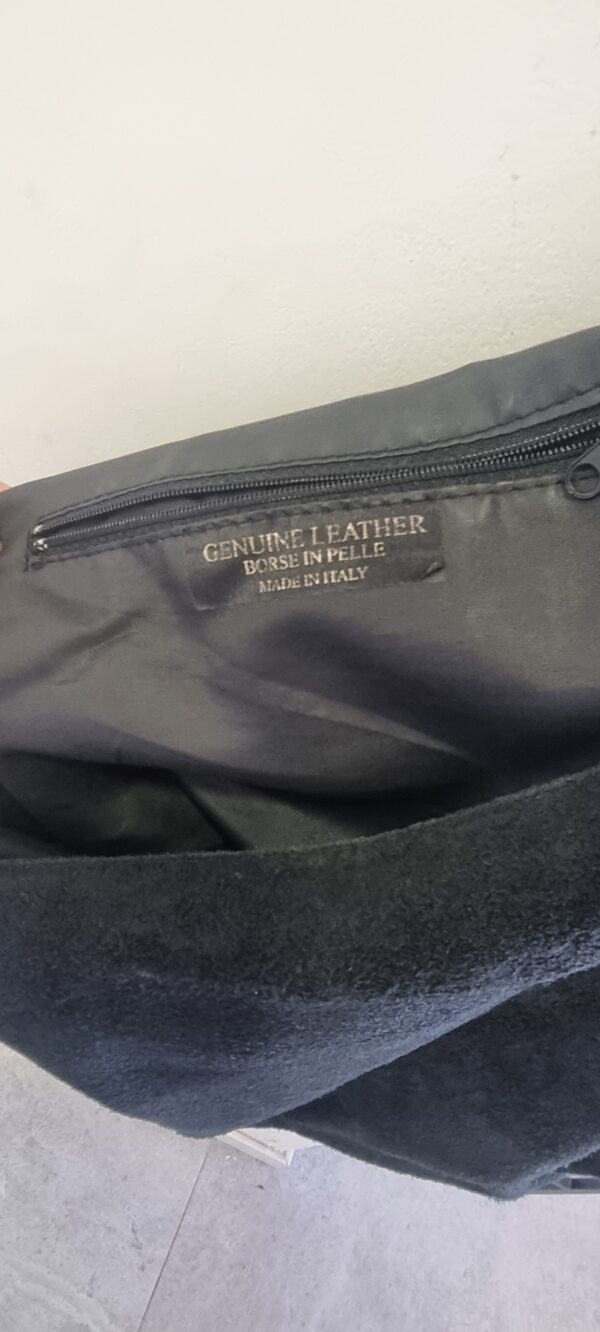 GENUINE LEATHER
BORSE IN PELLE
MADE IN ITALY